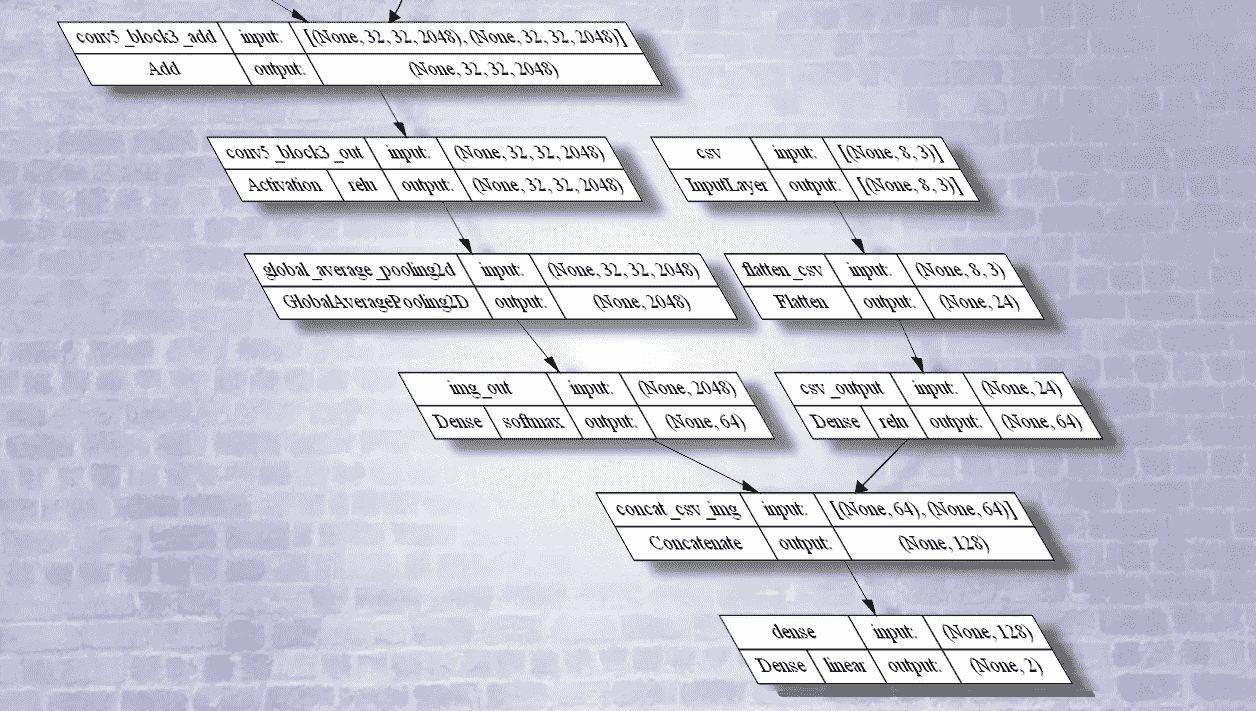 conv5_block3_add input: [(None, 32, 32, 2048), (None, 32, 32, 2048)]
Add output: (None, 32, 32, 2048)
conv5_block3_out input: (None, 32, 32, 2048)
Activation relu output: (None, 32, 32, 2048)
csv input: [(None, 8, 3)]
InputLayer output: [(None, 8, 3)]
global_average_pooling2d input: (None, 32, 32, 2048)
GlobalAveragePooling2D output: (None, 2048)
flatten_csv input: (None, 8, 3)
Flatten output: (None, 24)
img_out input: (None, 2048)
Dense softmax output: (None, 64)
csv_output input: (None, 24)
Dense relu output: (None, 64)
concat_csv_img input: [(None, 64), (None, 64)]
Concatenate output: (None, 128)
dense input: (None, 128)
Dense linear output: (None, 2)